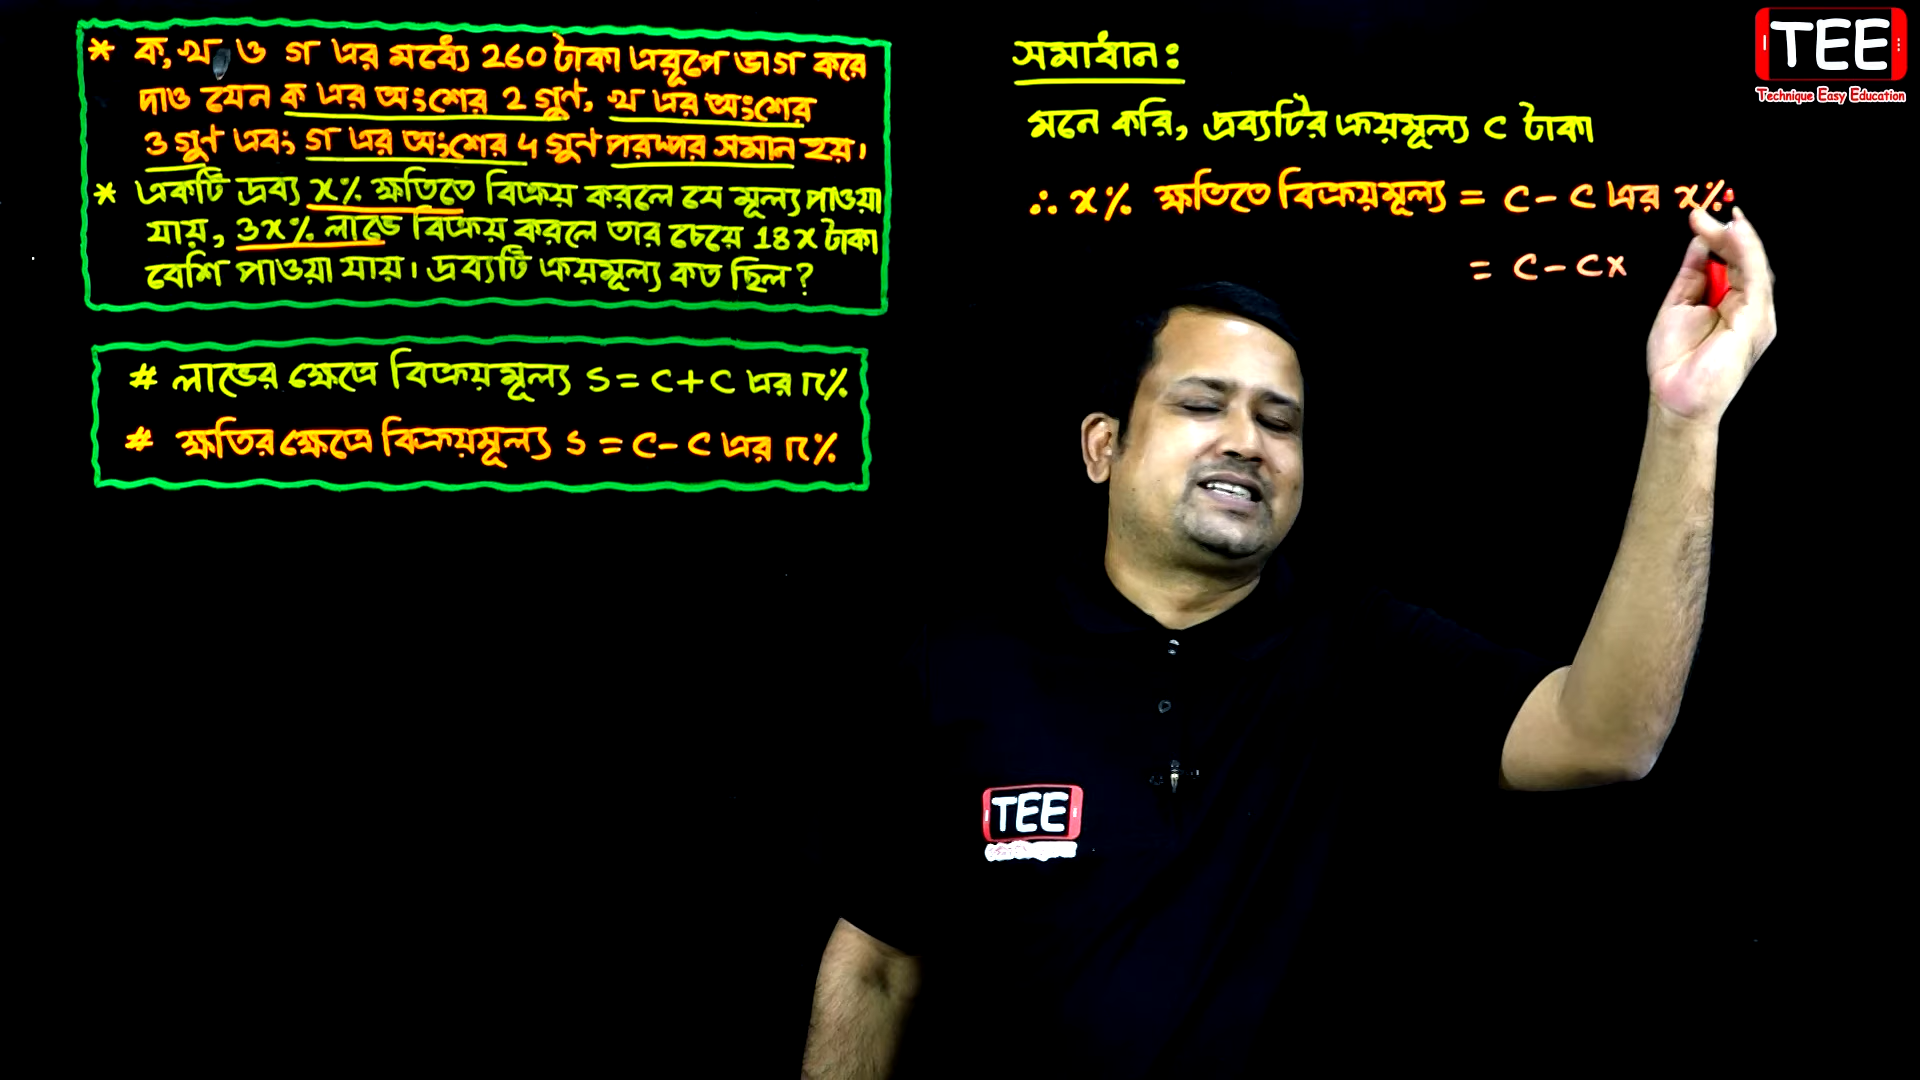 * ক, খ ও গ এর মধ্যে 260 টাকা এরূপে ভাগ করে
দাও যেন ক এর অংশের 2 গুণ, খ এর অংশের
3 গুণ এবং গ এর অংশের 4 গুণ পরস্পর সমান হয়।
* একটি দ্রব্য x% ক্ষতিতে বিক্রয় করলে যে মূল্য পাওয়া
যায়, 3x% লাভে বিক্রয় করলে তার চেয়ে 18x টাকা
বেশি পাওয়া যায়। দ্রব্যটি ক্রয়মূল্য কত ছিল?
# লাভের ক্ষেত্রে বিক্রয়মূল্য S = C + C এর r%
# ক্ষতির ক্ষেত্রে বিক্রয়মূল্য S = C - C এর r%
সমাধান:
মনে করি, দ্রব্যটির ক্রয়মূল্য C টাকা
∴ x% ক্ষতিতে বিক্রয়মূল্য = C - C এর x%
= C - Cx
TEE
Technique Easy Education
TEE